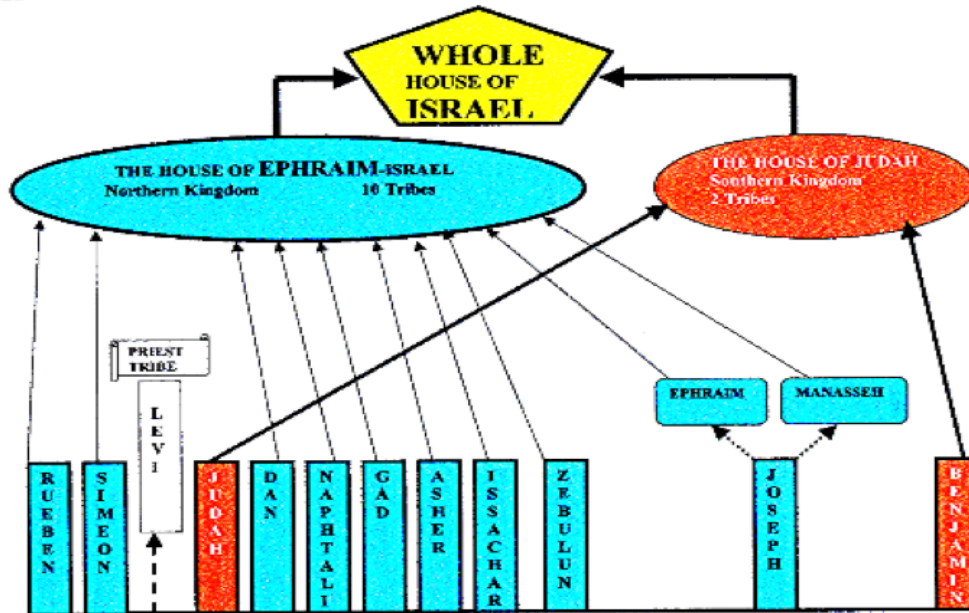 WHOLE
HOUSE OF
ISRAEL
THE HOUSE OF EPHRAIM-ISRAEL
Northern Kingdom 10 Tribes
THE HOUSE OF JUDAH
Southern Kingdom
2 Tribes
PRIEST
TRIBE
EPHRAIM
MANASSEH
RUEBEN
SIMEON
LEVI
JUDAH
DAN
NAPHTALI
GAD
ASHER
ISSACHAR
ZEBULUN
JOSEPH
BENJAMIN